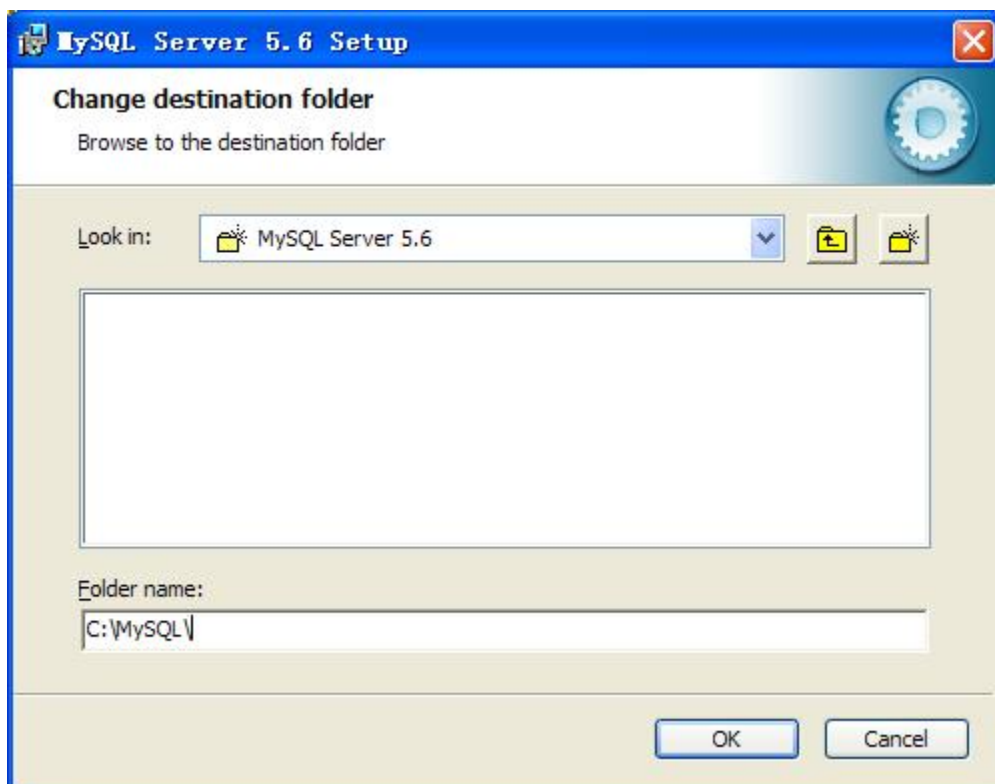 MySQL Server 5.6 Setup
Change destination folder
Browse to the destination folder
Look in: MySQL Server 5.6
Folder name:
C:\MySQL\
OK Cancel